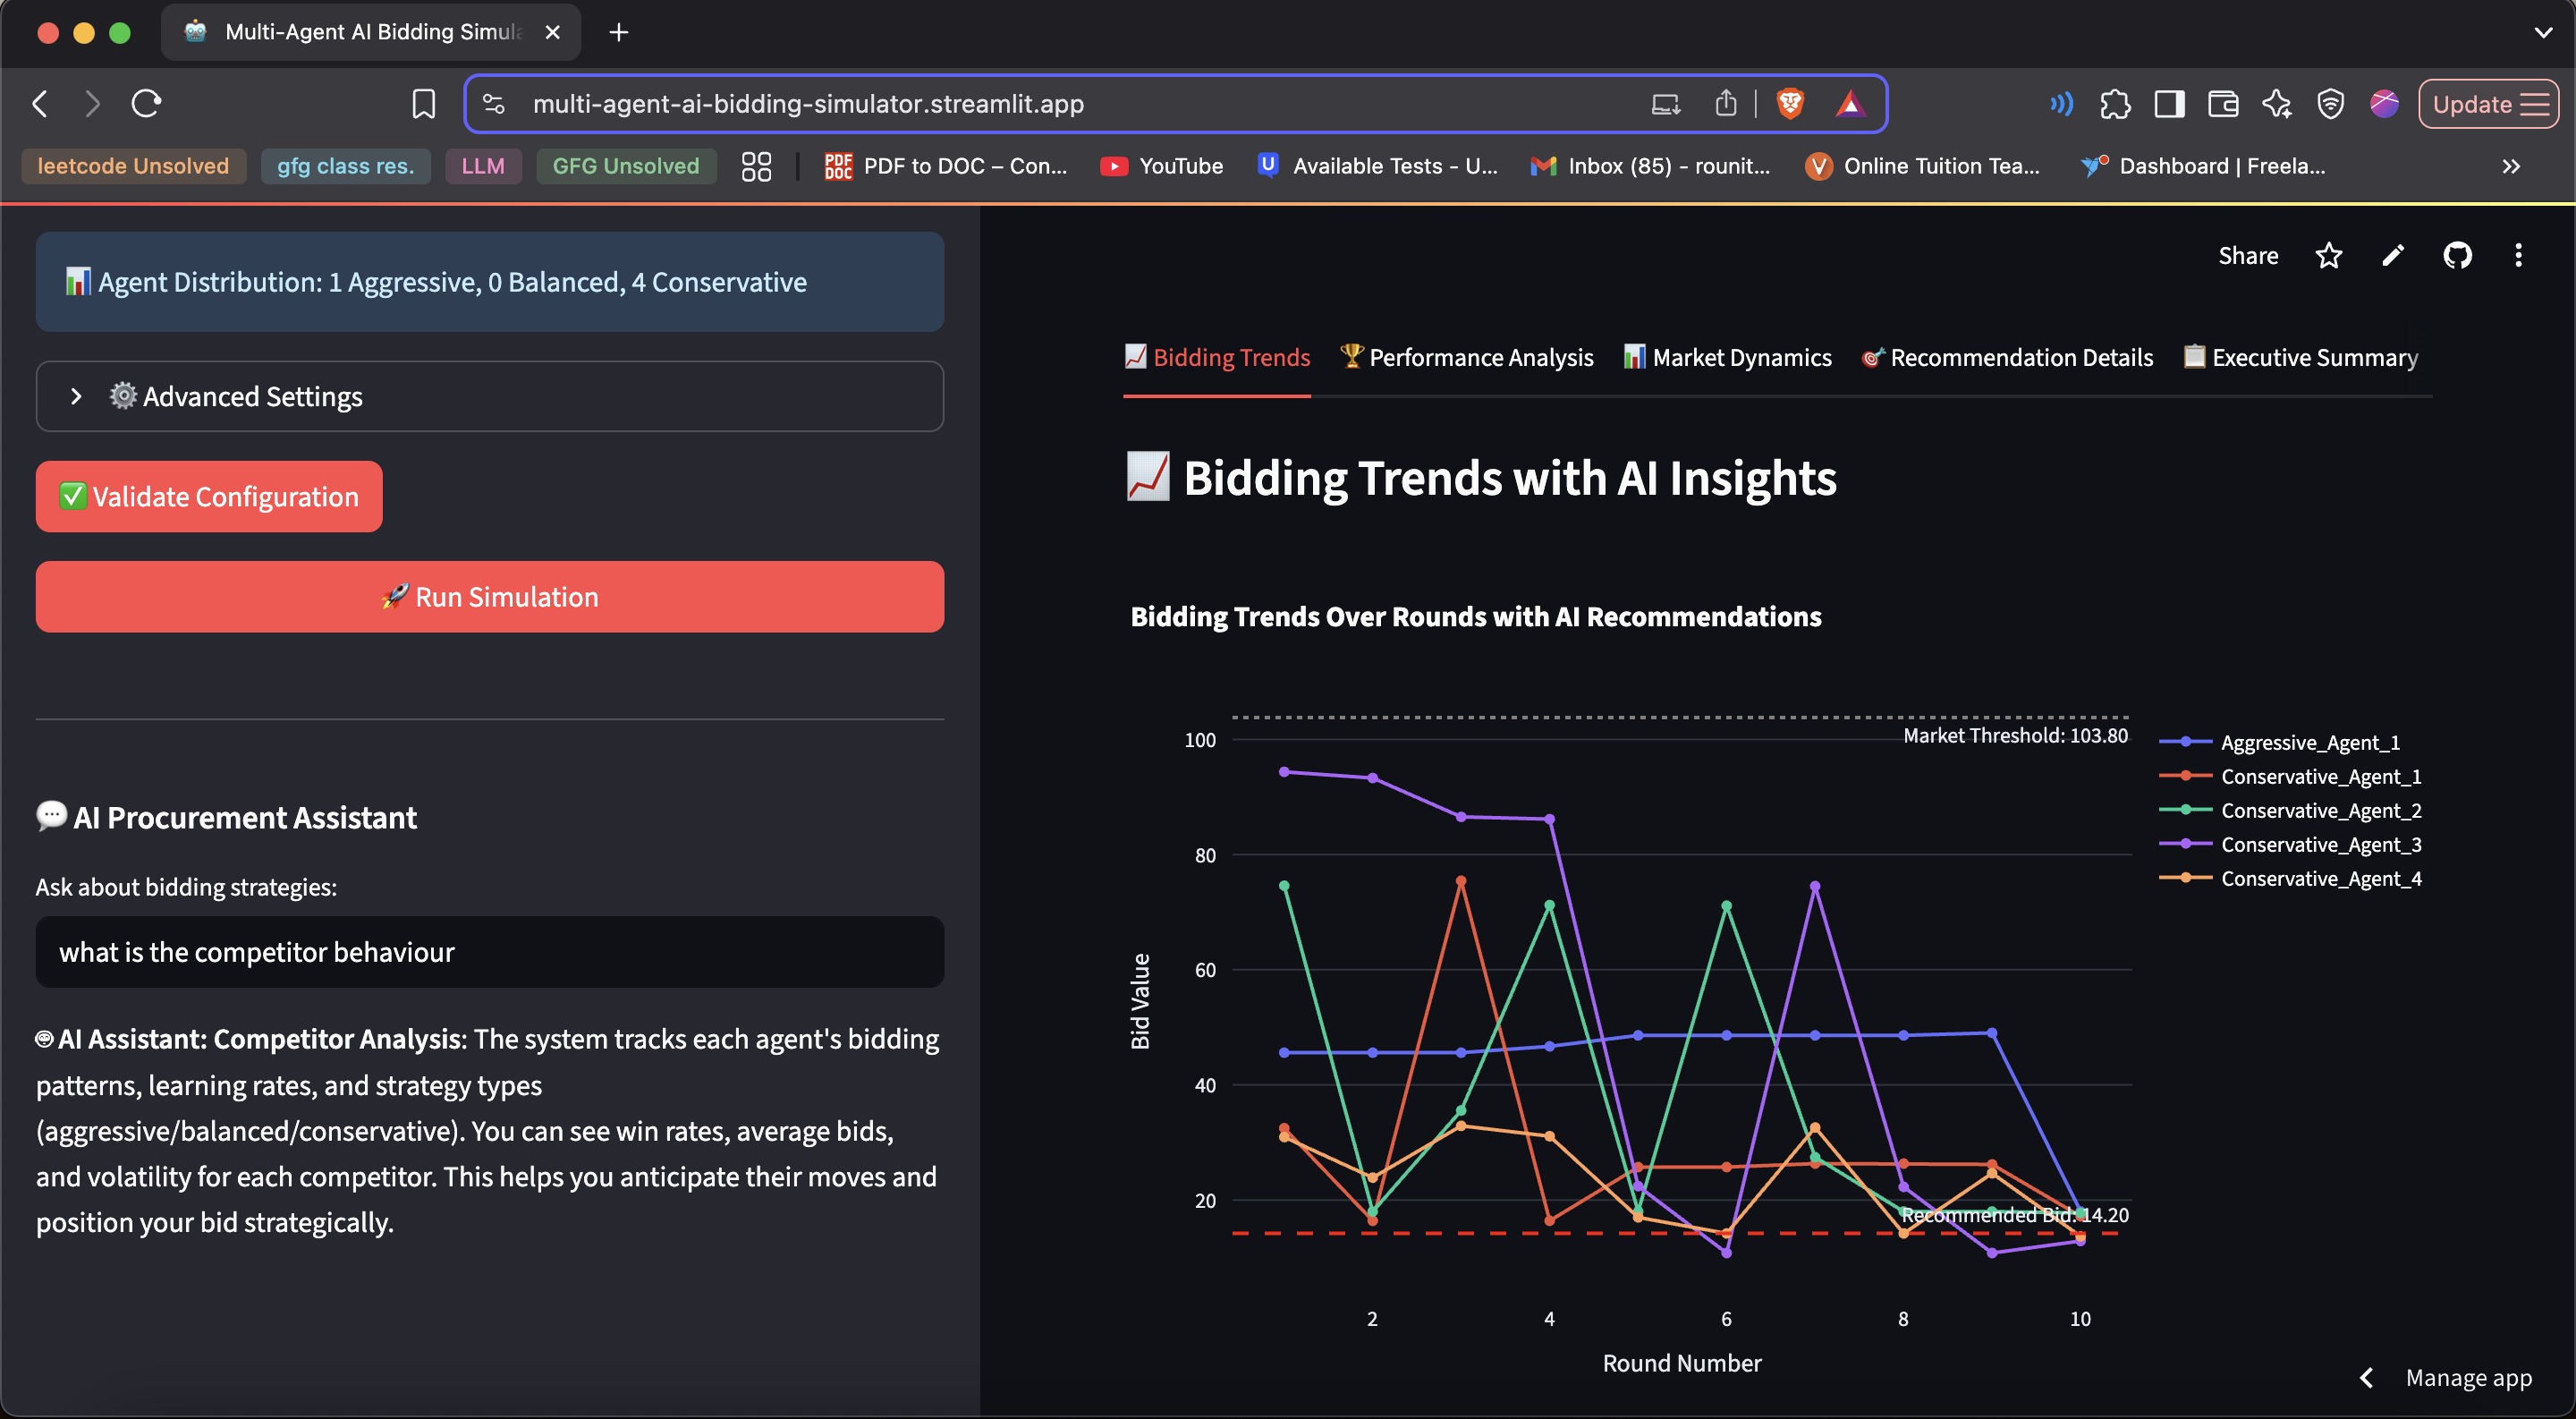 Multi-Agent AI Bidding Simul
multi-agent-ai-bidding-simulator.streamlit.app
Update
leetcode Unsolved
gfg class res.
LLM
GFG Unsolved
PDF to DOC – Con...
YouTube
Available Tests - U...
Inbox (85) - rounit...
Online Tuition Tea...
Dashboard | Freela...
Agent Distribution: 1 Aggressive, 0 Balanced, 4 Conservative
Advanced Settings
Validate Configuration
Run Simulation
AI Procurement Assistant
Ask about bidding strategies:
what is the competitor behaviour
AI Assistant: Competitor Analysis: The system tracks each agent's bidding
patterns, learning rates, and strategy types
(aggressive/balanced/conservative). You can see win rates, average bids,
and volatility for each competitor. This helps you anticipate their moves and
position your bid strategically.
Share
Bidding Trends
Performance Analysis
Market Dynamics
Recommendation Details
Executive Summary
Bidding Trends with AI Insights
Bidding Trends Over Rounds with AI Recommendations
Market Threshold: 103.80
100
80
60
40
20
Bid Value
Recommended Bid: 14.20
2
4
6
8
10
Round Number
Aggressive_Agent_1
Conservative_Agent_1
Conservative_Agent_2
Conservative_Agent_3
Conservative_Agent_4
Manage app